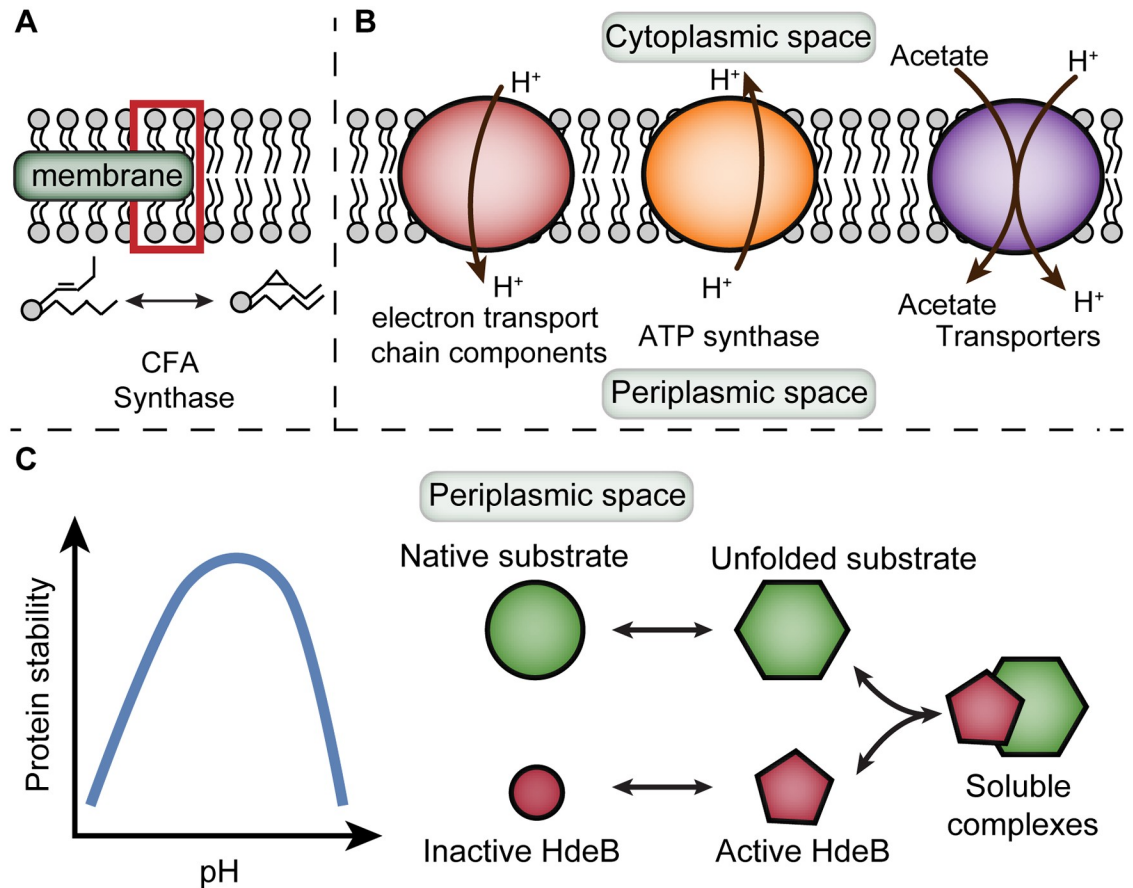 A
membrane
CFA
Synthase
B
Cytoplasmic space
H⁺
H⁺
Acetate
H⁺
H⁺
electron transport
chain components
H⁺
ATP synthase
Acetate
H⁺
Transporters
Periplasmic space
C
Protein stability
pH
Periplasmic space
Native substrate
Unfolded substrate
Inactive HdeB
Active HdeB
Soluble
complexes